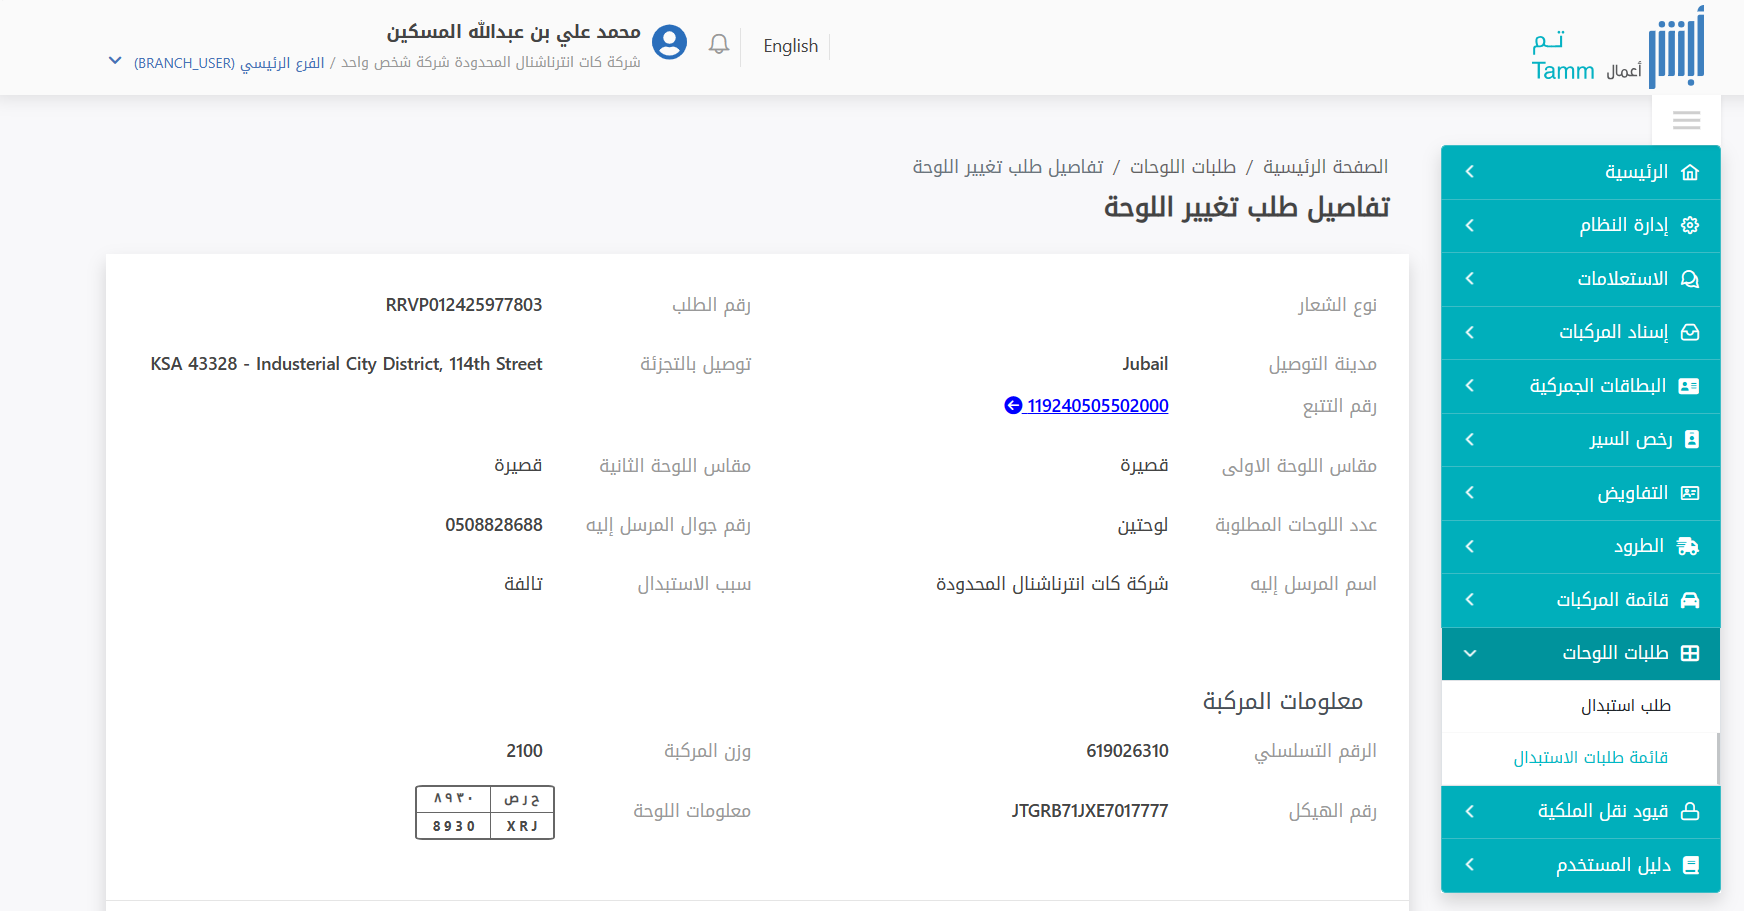 أبشر
أعمال
تـم
Tamm
English
محمد علي بن عبدالله المسكين
شركة كات انترناشنال المحدودة شركة شخص واحد / الفرع الرئيسي (BRANCH_USER)
الرئيسية
إدارة النظام
الاستعلامات
إسناد المركبات
البطاقات الجمركية
رخص السير
التفاويض
الطرود
قائمة المركبات
طلبات اللوحات
طلب استبدال
قائمة طلبات الاستبدال
قيود نقل الملكية
دليل المستخدم
الصفحة الرئيسية / طلبات اللوحات / تفاصيل طلب تغيير اللوحة
تفاصيل طلب تغيير اللوحة
نوع الشعار
رقم الطلب RRVP012425977803
مدينة التوصيل Jubail
توصيل بالتجزئة KSA 43328 - Industerial City District, 114th Street
رقم التتبع 119240505502000
مقاس اللوحة الاولى قصيرة
مقاس اللوحة الثانية قصيرة
عدد اللوحات المطلوبة لوحتين
رقم جوال المرسل إليه 0508828688
اسم المرسل إليه شركة كات انترناشنال المحدودة
سبب الاستبدال تالفة
معلومات المركبة
الرقم التسلسلي 619026310
وزن المركبة 2100
رقم الهيكل JTGRB71JXE7017777
معلومات اللوحة
ح ر ص ٨٩٣٠
8930 XRJ